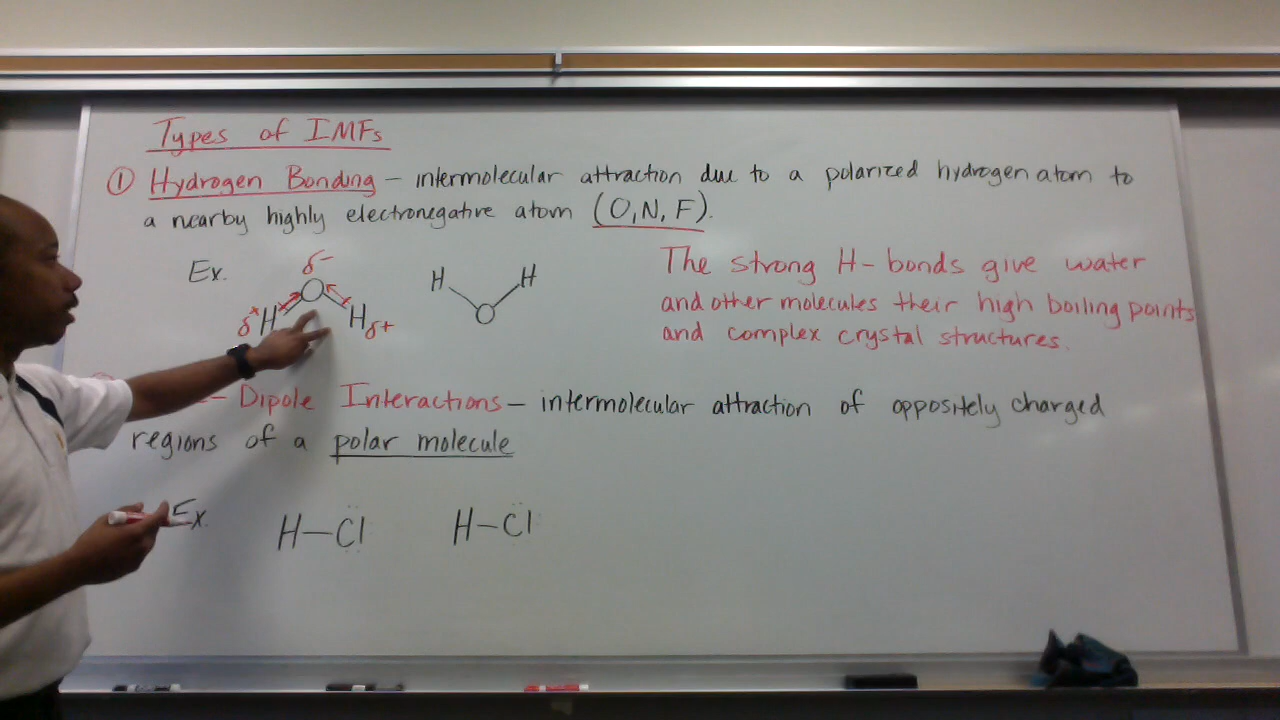 Types of IMFs
① Hydrogen Bonding – intermolecular attraction due to a polarized hydrogen atom to
a nearby highly electronegative atom (O, N, F).
Ex.
δ-
O
δ+ H H δ+
H H
O
The strong H-bonds give water
and other molecules their high boiling points
and complex crystal structures.
- Dipole Interactions – intermolecular attraction of oppositely charged
regions of a polar molecule
Ex. H-Cl H-Cl